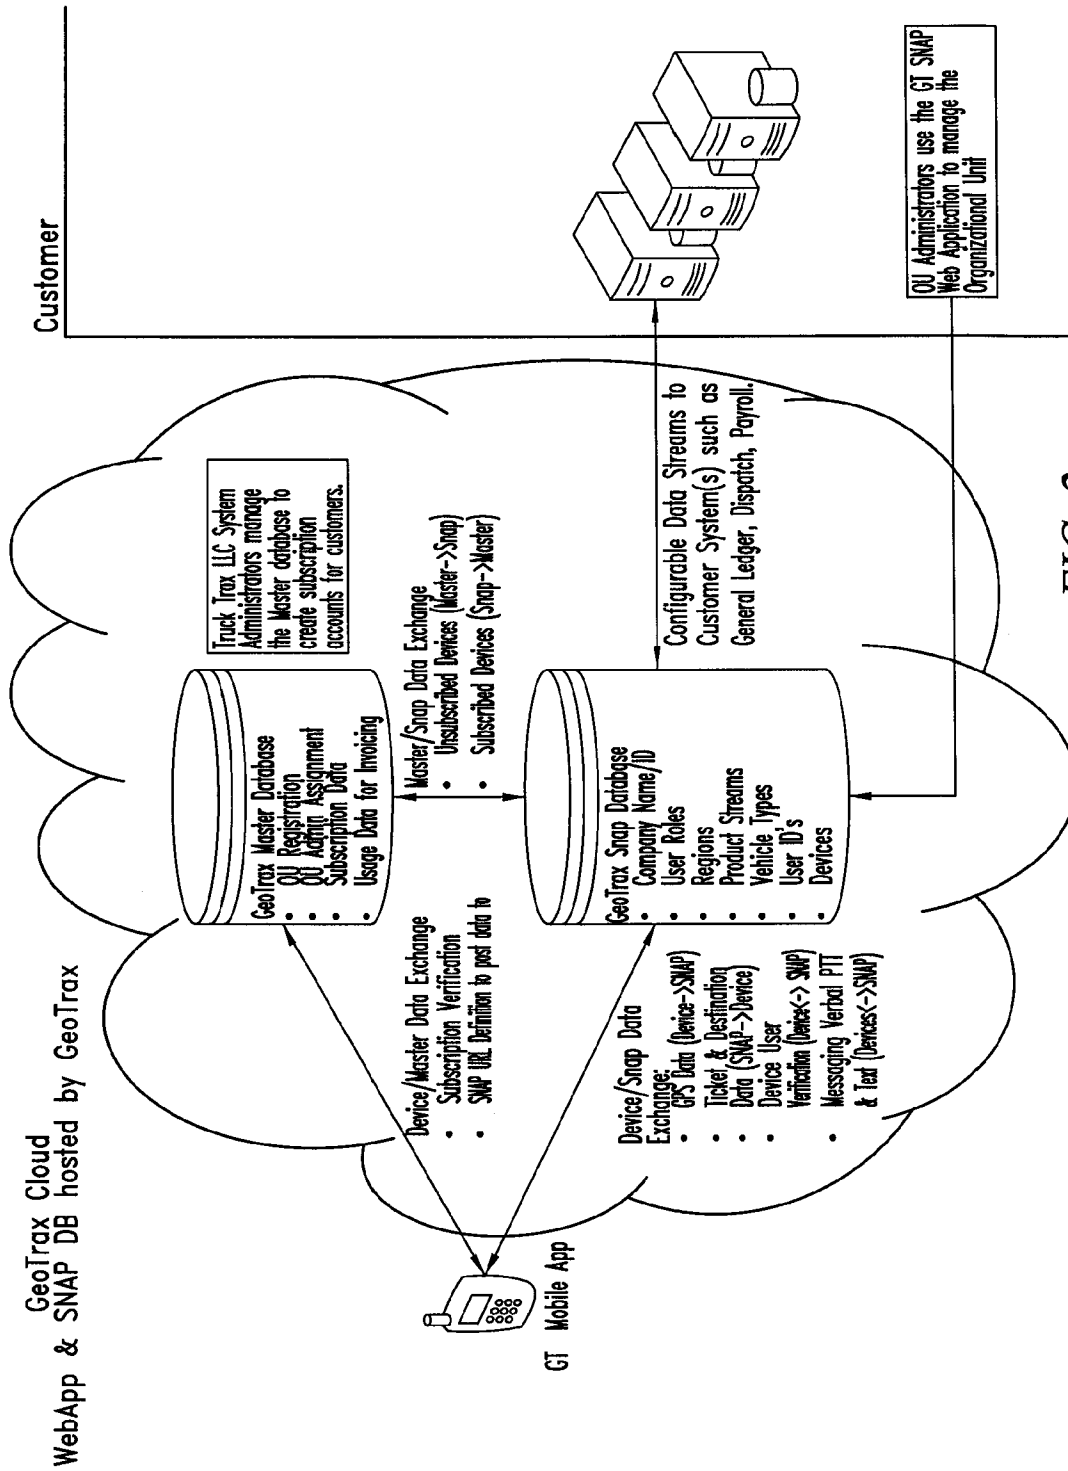 GeoTrax Cloud
WebApp & SNAP DB hosted by GeoTrax
Customer
Truck Trax LLC System
Administrators manage
the Master database to
create subscription
accounts for customers.
GeoTrax Master Database
• OU Registration
• OU Admin Assignment
• Subscription Data
• Usage Data for Invoicing
Device/Master Data Exchange
• Subscription Verification
• SNAP URL Definition to post data to
Master/Snap Data Exchange
• Unsubscribed Devices (Master->Snap)
• Subscribed Devices (Snap->Master)
GT Mobile App
Device/Snap Data
Exchange:
• GPS Data (Device->SNAP)
• Ticket & Destination
• Data (SNAP->Device)
• Device User
Verification (Device<-> SNAP)
• Messaging Verbal PTT
& Text (Devices<->SNAP)
GeoTrax Snap Database
• Company Name/ID
• User Roles
• Regions
• Product Streams
• Vehicle Types
• User ID's
• Devices
Configurable Data Streams to
Customer System(s) such as
General Ledger, Dispatch, Payroll.
OU Administrators use the GT SNAP
Web Application to manage the
Organizational Unit